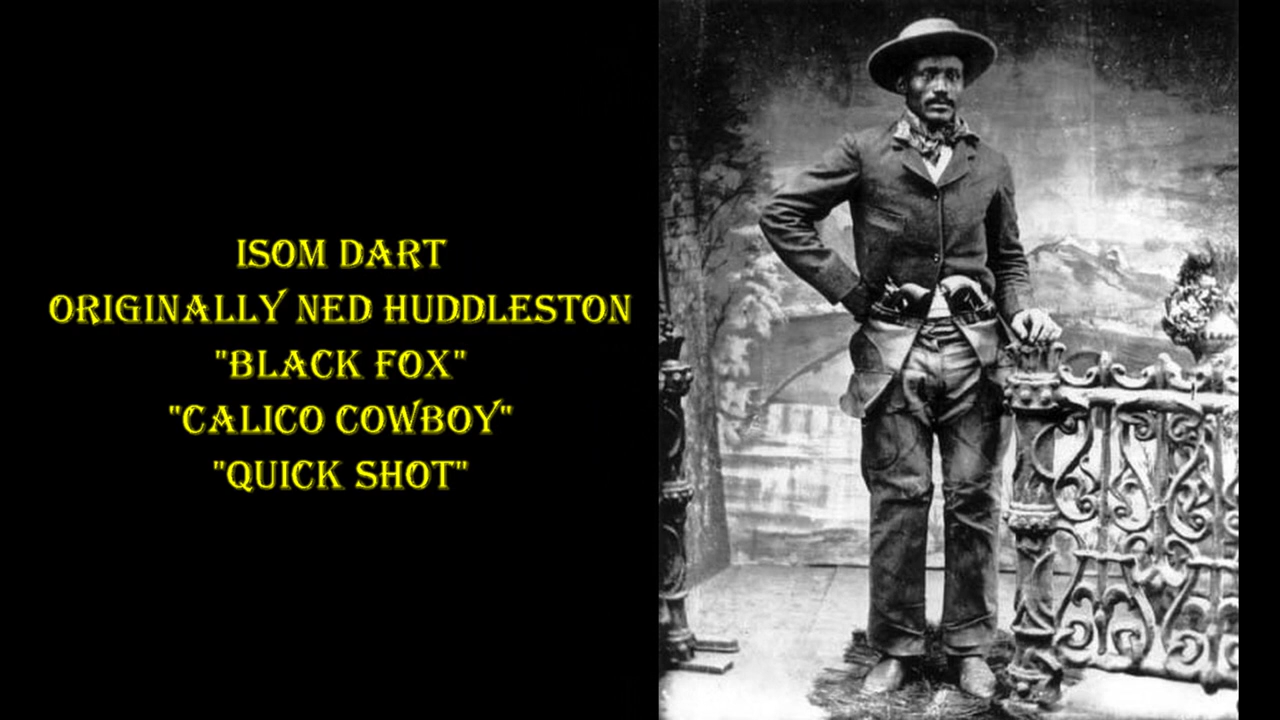 ISOM DART
ORIGINALLY NED HUDDLESTON
"BLACK FOX"
"CALICO COWBOY"
"QUICK SHOT"